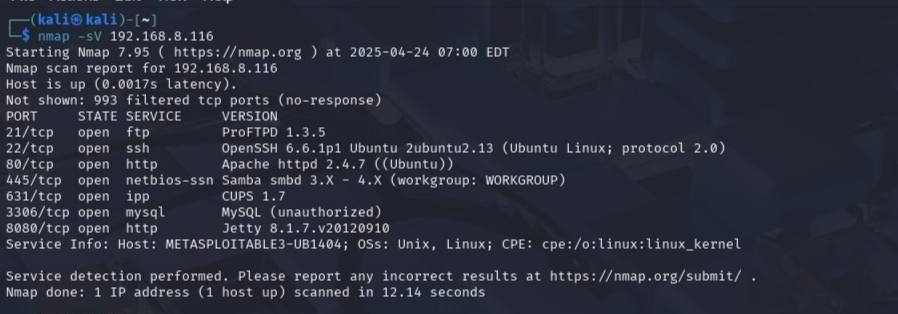 ┌──(kali㉿kali)-[~]
└─$ nmap -sV 192.168.8.116
Starting Nmap 7.95 ( https://nmap.org ) at 2025-04-24 07:00 EDT
Nmap scan report for 192.168.8.116
Host is up (0.0017s latency).
Not shown: 993 filtered tcp ports (no-response)
PORT     STATE SERVICE     VERSION
21/tcp   open  ftp         ProFTPD 1.3.5
22/tcp   open  ssh         OpenSSH 6.6.1p1 Ubuntu 2ubuntu2.13 (Ubuntu Linux; protocol 2.0)
80/tcp   open  http        Apache httpd 2.4.7 ((Ubuntu))
445/tcp  open  netbios-ssn Samba smbd 3.X - 4.X (workgroup: WORKGROUP)
631/tcp  open  ipp         CUPS 1.7
3306/tcp open  mysql       MySQL (unauthorized)
8080/tcp open  http        Jetty 8.1.7.v20120910
Service Info: Host: METASPLOITABLE3-UB1404; OSs: Unix, Linux; CPE: cpe:/o:linux:linux_kernel
Service detection performed. Please report any incorrect results at https://nmap.org/submit/ .
Nmap done: 1 IP address (1 host up) scanned in 12.14 seconds